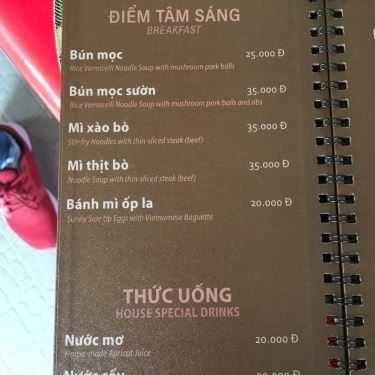 ĐIỂM TÂM SÁNG
BREAKFAST
Bún mọc 25.000 Đ
Rice Vermicelli Noodle Soup with mushroom pork balls
Bún mọc sườn 35.000 Đ
Rice Vermicelli Noodle Soup with mushroom pork balls and ribs
Mì xào bò 35.000 Đ
Stir-fry Noodles with thin-sliced steak (beef)
Mì thịt bò 35.000 Đ
Noodle Soup with thin-sliced steak (beef)
Bánh mì ốp la 20.000 Đ
Sunny Side Up Eggs with Vietnamese Baguette
THỨC UỐNG
HOUSE SPECIAL DRINKS
Nước mơ 20.000 Đ
Home-made Apricot Juice
Nước sấu 20.000 Đ